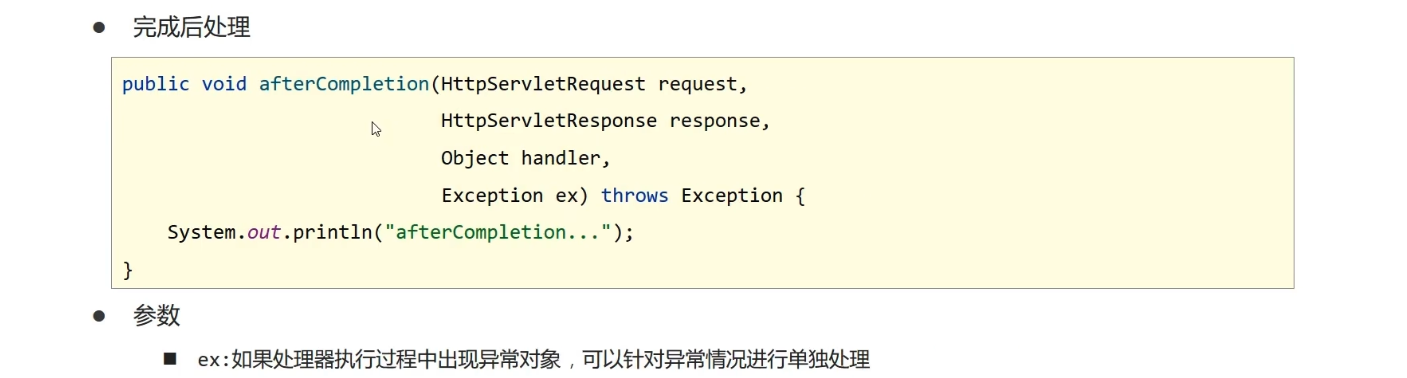 ● 完成后处理
public void afterCompletion(HttpServletRequest request,
HttpServletResponse response,
Object handler,
Exception ex) throws Exception {
System.out.println("afterCompletion...");
}
● 参数
■ ex:如果处理器执行过程中出现异常对象，可以针对异常情况进行单独处理